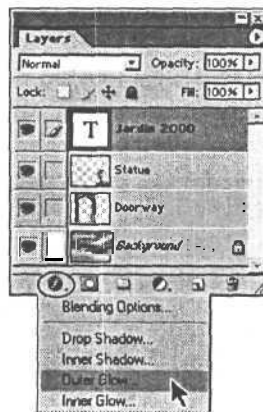 Layers
Normal Opacity: 100%
Lock: Fill: 100%
T Jardin 2000
Statue
Doorway
Background
Blending Options...
Drop Shadow...
Inner Shadow...
Outer Glow...
Inner Glow...